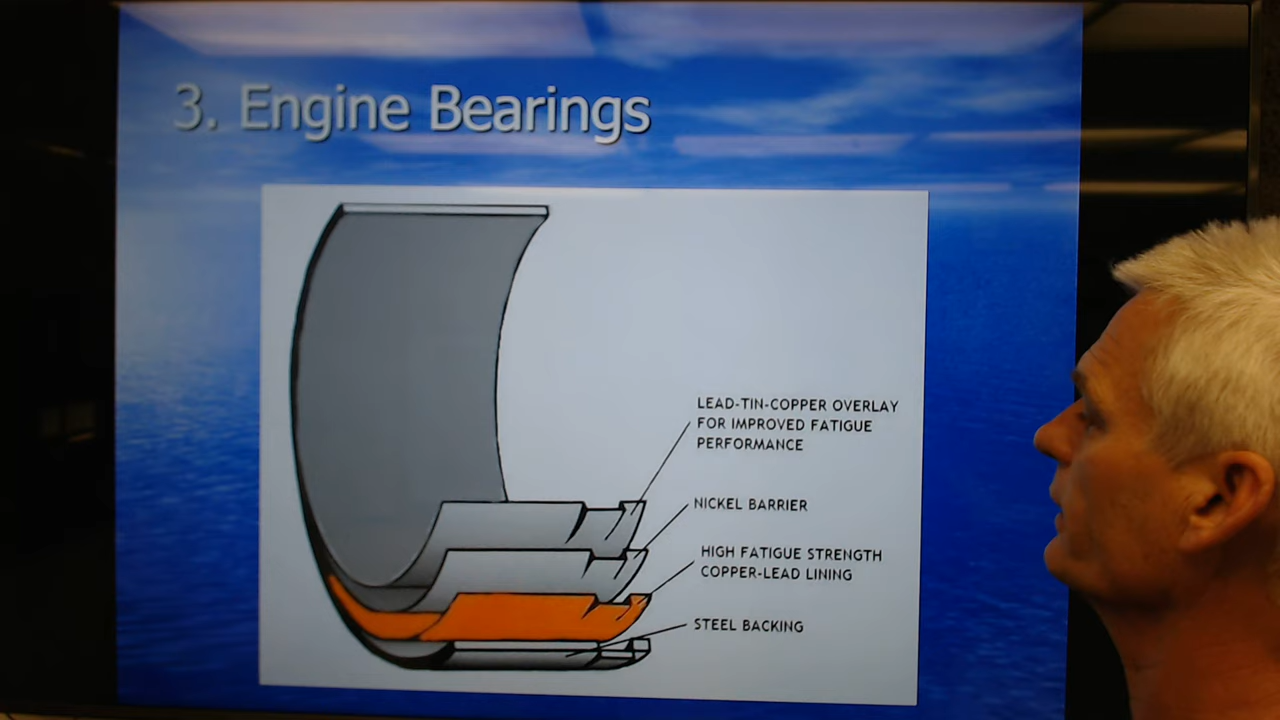 3. Engine Bearings
LEAD-TIN-COPPER OVERLAY
FOR IMPROVED FATIGUE
PERFORMANCE
NICKEL BARRIER
HIGH FATIGUE STRENGTH
COPPER-LEAD LINING
STEEL BACKING